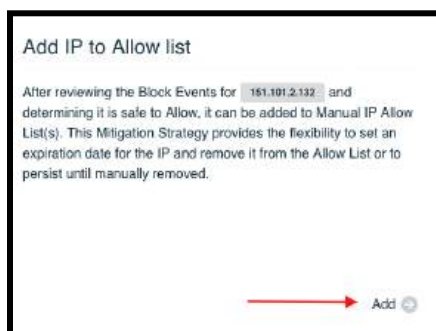 Add IP to Allow list
After reviewing the Block Events for 151.101.2.132 and
determining it is safe to Allow, it can be added to Manual IP Allow
List(s). This Mitigation Strategy provides the flexibility to set an
expiration date for the IP and remove it from the Allow List or to
persist until manually removed.
Add